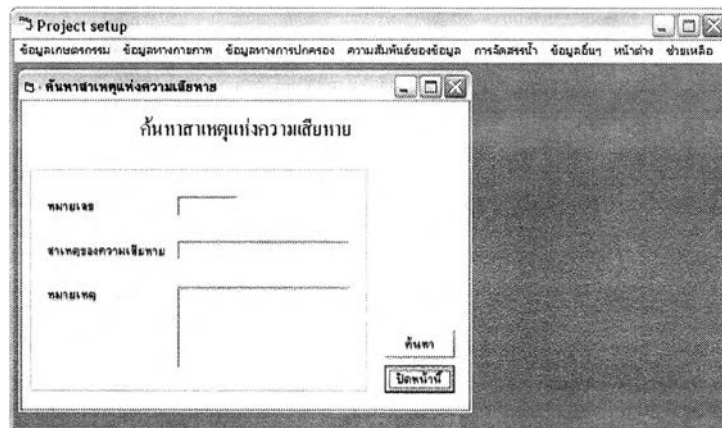 Project setup
ข้อมูลเกษตรกรรม ข้อมูลทางกายภาพ ข้อมูลทางการปกครอง ความสัมพันธ์ของข้อมูล การจัดสรรน้ำ ข้อมูลอื่นๆ หน้าต่าง ช่วยเหลือ
ค้นหาสาเหตุแห่งความเสียหาย
ค้นหาสาเหตุแห่งความเสียหาย
หมายเลข
สาเหตุของความเสียหาย
หมายเหตุ
ค้นหา
ปิดหน้านี้